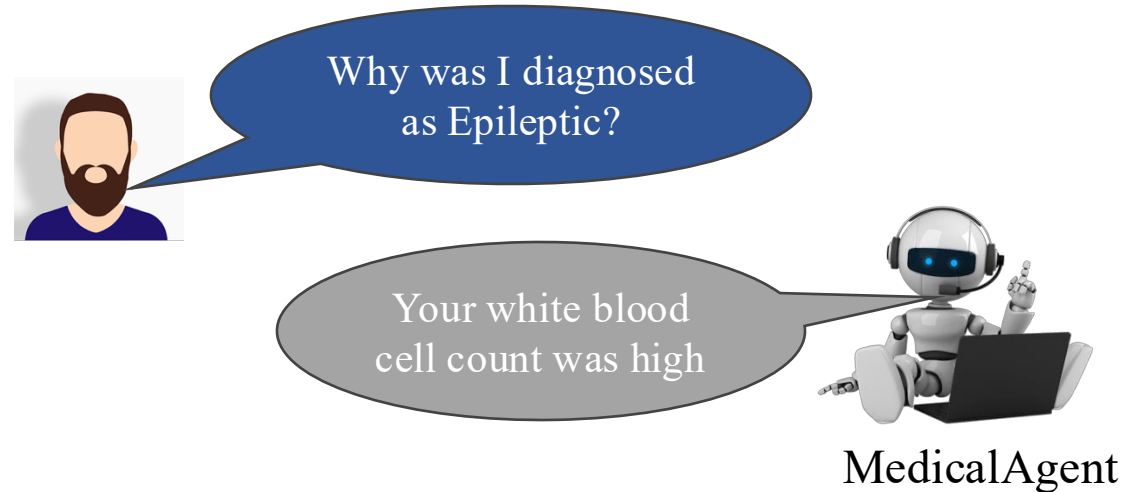 Why was I diagnosed
as Epileptic?
Your white blood
cell count was high
MedicalAgent